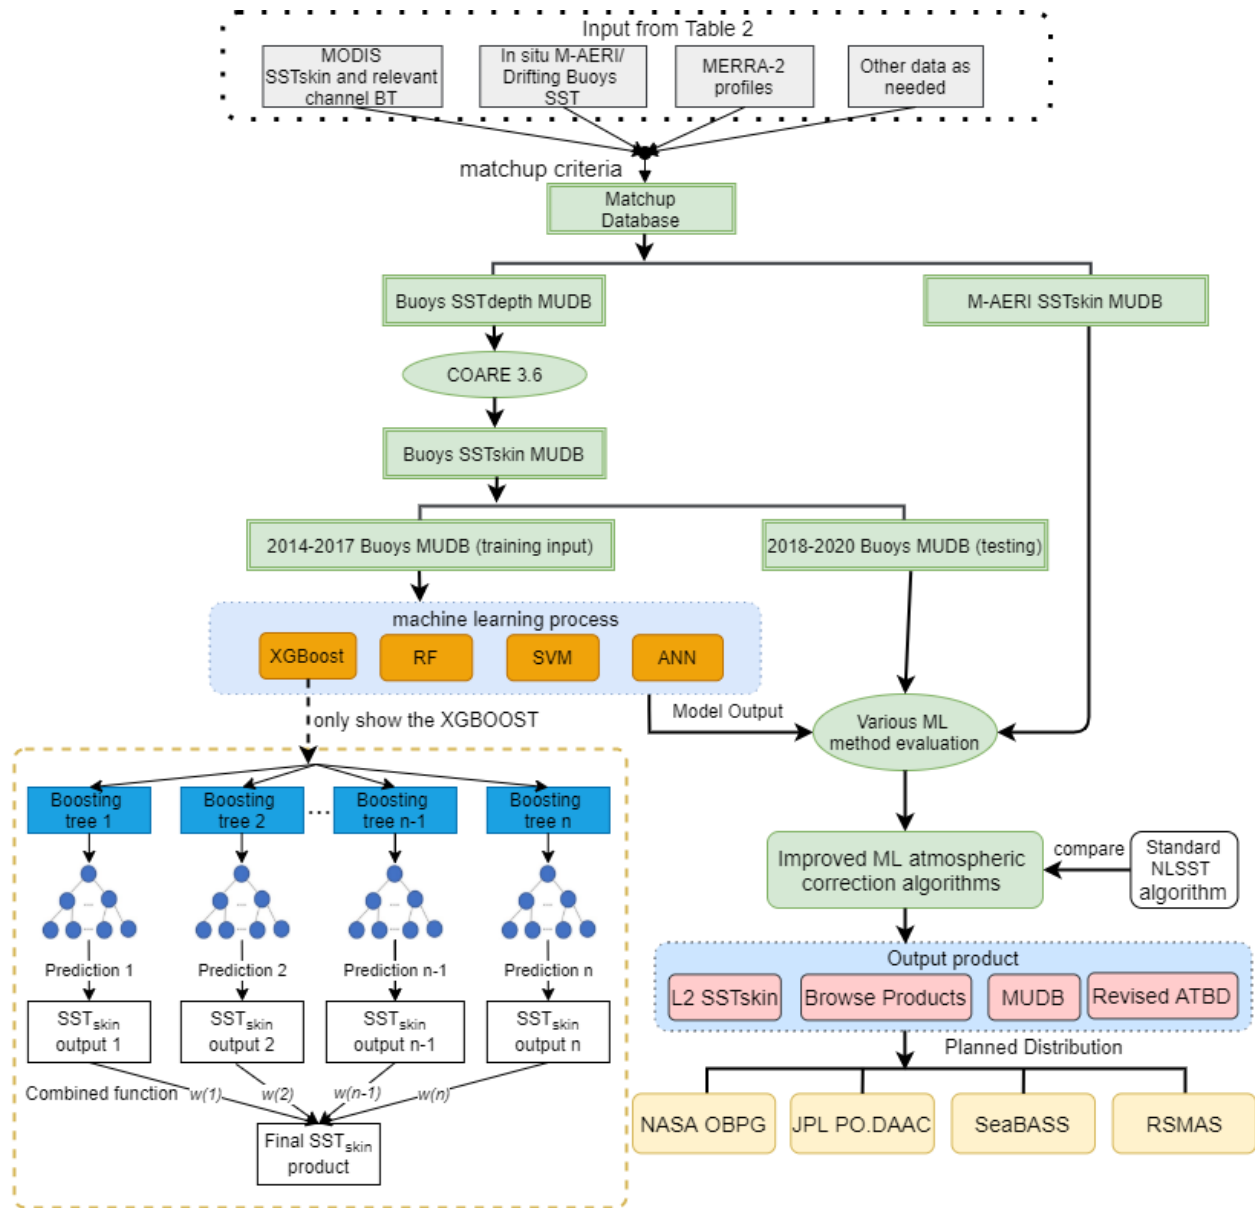 Input from Table 2
MODIS
SSTskin and relevant
channel BT
In situ M-AERI/
Drifting Buoys
SST
MERRA-2
profiles
Other data as
needed
matchup criteria
Matchup
Database
Buoys SSTdepth MUDB
M-AERI SSTskin MUDB
COARE 3.6
Buoys SSTskin MUDB
2014-2017 Buoys MUDB (training input)
2018-2020 Buoys MUDB (testing)
machine learning process
XGBoost
RF
SVM
ANN
only show the XGBOOST
Model Output
Various ML
method evaluation
Boosting
tree 1
Boosting
tree 2
...
Boosting
tree n-1
Boosting
tree n
Improved ML atmospheric
correction algorithms
compare
Standard
NLSST
algorithm
...
...
...
...
...
...
...
...
Prediction 1
Prediction 2
Prediction n-1
Prediction n
Output product
L2 SSTskin
Browse Products
MUDB
Revised ATBD
SSTskin
output 1
SSTskin
output 2
SSTskin
output n-1
SSTskin
output n
Planned Distribution
Combined function
w(1)
w(2)
w(n-1)
w(n)
NASA OBPG
JPL PO.DAAC
SeaBASS
RSMAS
Final SSTskin
product